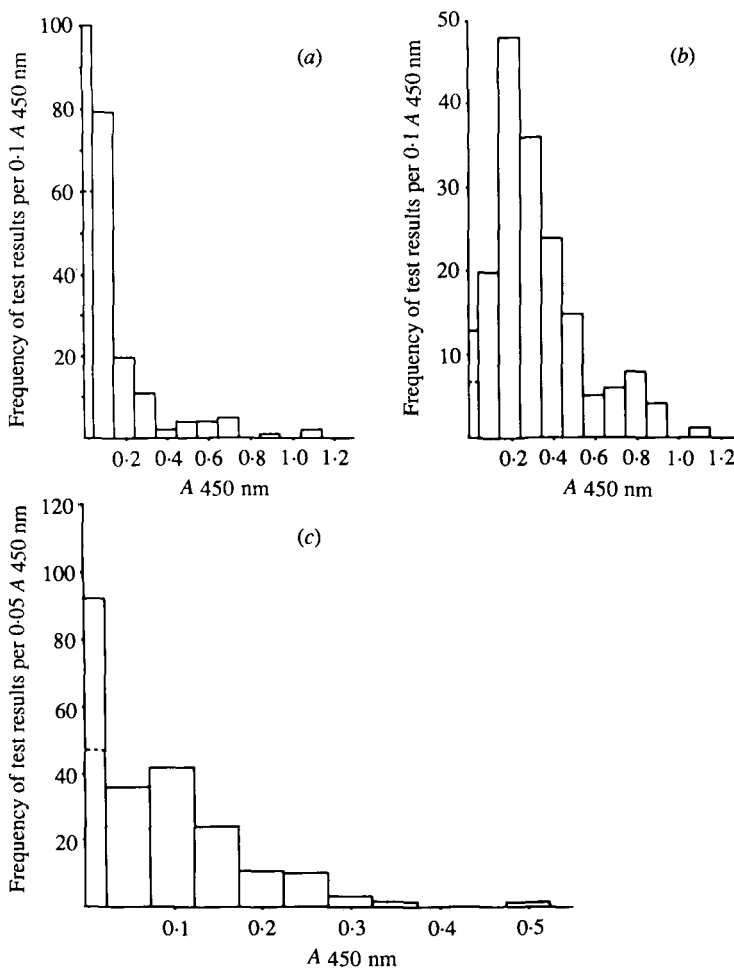 (a)
Frequency of test results per 0·1 A 450 nm
100
80
60
40
20
0·2 0·4 0·6 0·8 1·0 1·2
A 450 nm
(b)
Frequency of test results per 0·1 A 450 nm
50
40
30
20
10
0·2 0·4 0·6 0·8 1·0 1·2
A 450 nm
(c)
Frequency of test results per 0·05 A 450 nm
120
100
80
60
40
20
0·1 0·2 0·3 0·4 0·5
A 450 nm